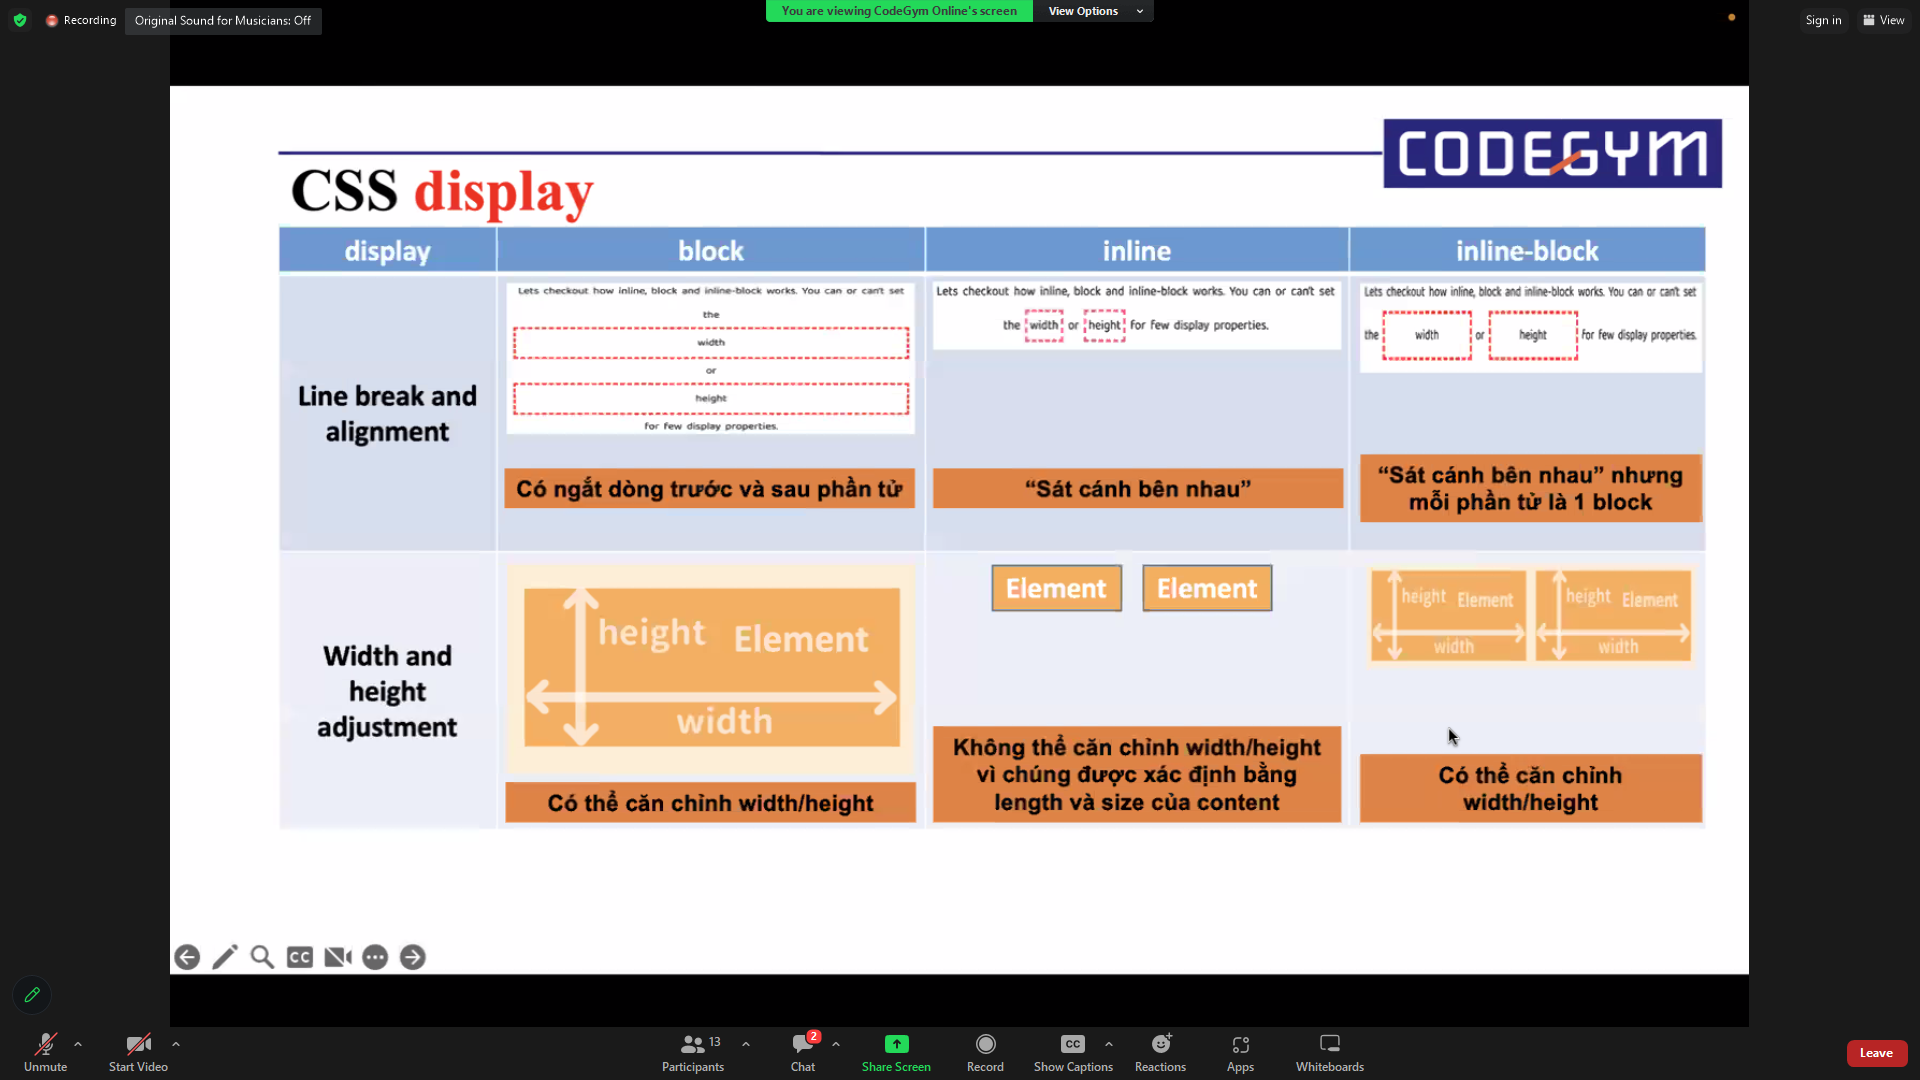 Recording
Original Sound for Musicians: Off
You are viewing CodeGym Online's screen
View Options
Sign in
View
CODEGYM
CSS display
display
block
inline
inline-block
Line break and
alignment
Lets checkout how inline, block and inline-block works. You can or can't set
the
width
or
height
for few display properties.
Có ngắt dòng trước và sau phần tử
Lets checkout how inline, block and inline-block works. You can or can't set
the width or height for few display properties.
“Sát cánh bên nhau”
Lets checkout how inline, block and inline-block works. You can or can't set
the width or height for few display properties.
“Sát cánh bên nhau” nhưng
mỗi phần tử là 1 block
Width and
height
adjustment
height Element
width
Có thể căn chỉnh width/height
Element Element
Không thể căn chỉnh width/height
vì chúng được xác định bằng
length và size của content
height Element height Element
width width
Có thể căn chỉnh
width/height
CC
Unmute
Start Video
13
Participants
2
Chat
Share Screen
Record
CC
Show Captions
Reactions
Apps
Whiteboards
Leave